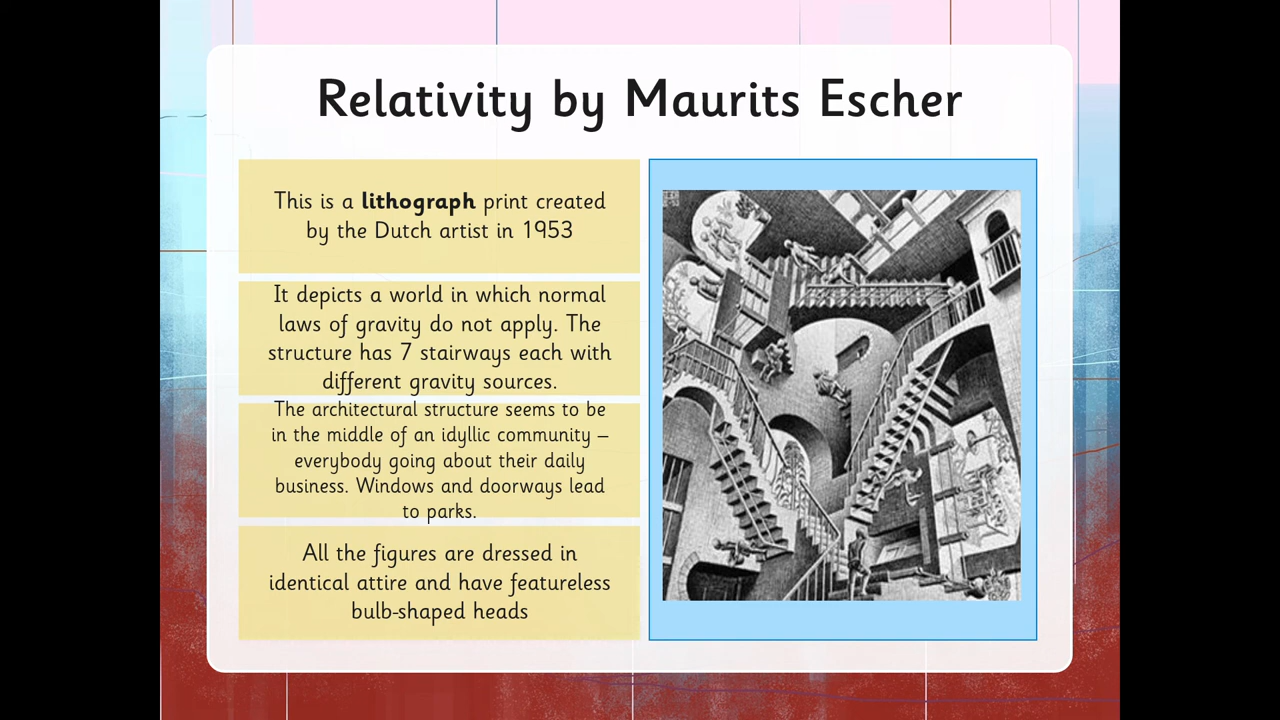 Relativity by Maurits Escher
This is a lithograph print created
by the Dutch artist in 1953
It depicts a world in which normal
laws of gravity do not apply. The
structure has 7 stairways each with
different gravity sources.
The architectural structure seems to be
in the middle of an idyllic community –
everybody going about their daily
business. Windows and doorways lead
to parks.
All the figures are dressed in
identical attire and have featureless
bulb-shaped heads